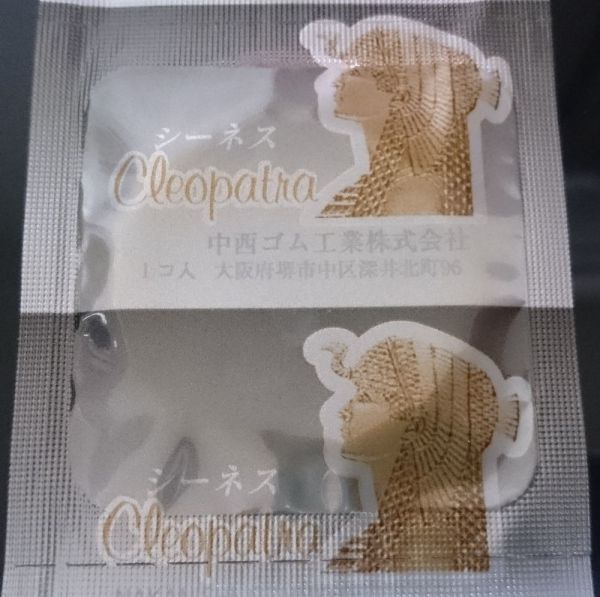 シーネス
Cleopatra
中西ゴム工業株式会社
1コ入 大阪府堺市中区深井北町96
シーネス
Cleopatra